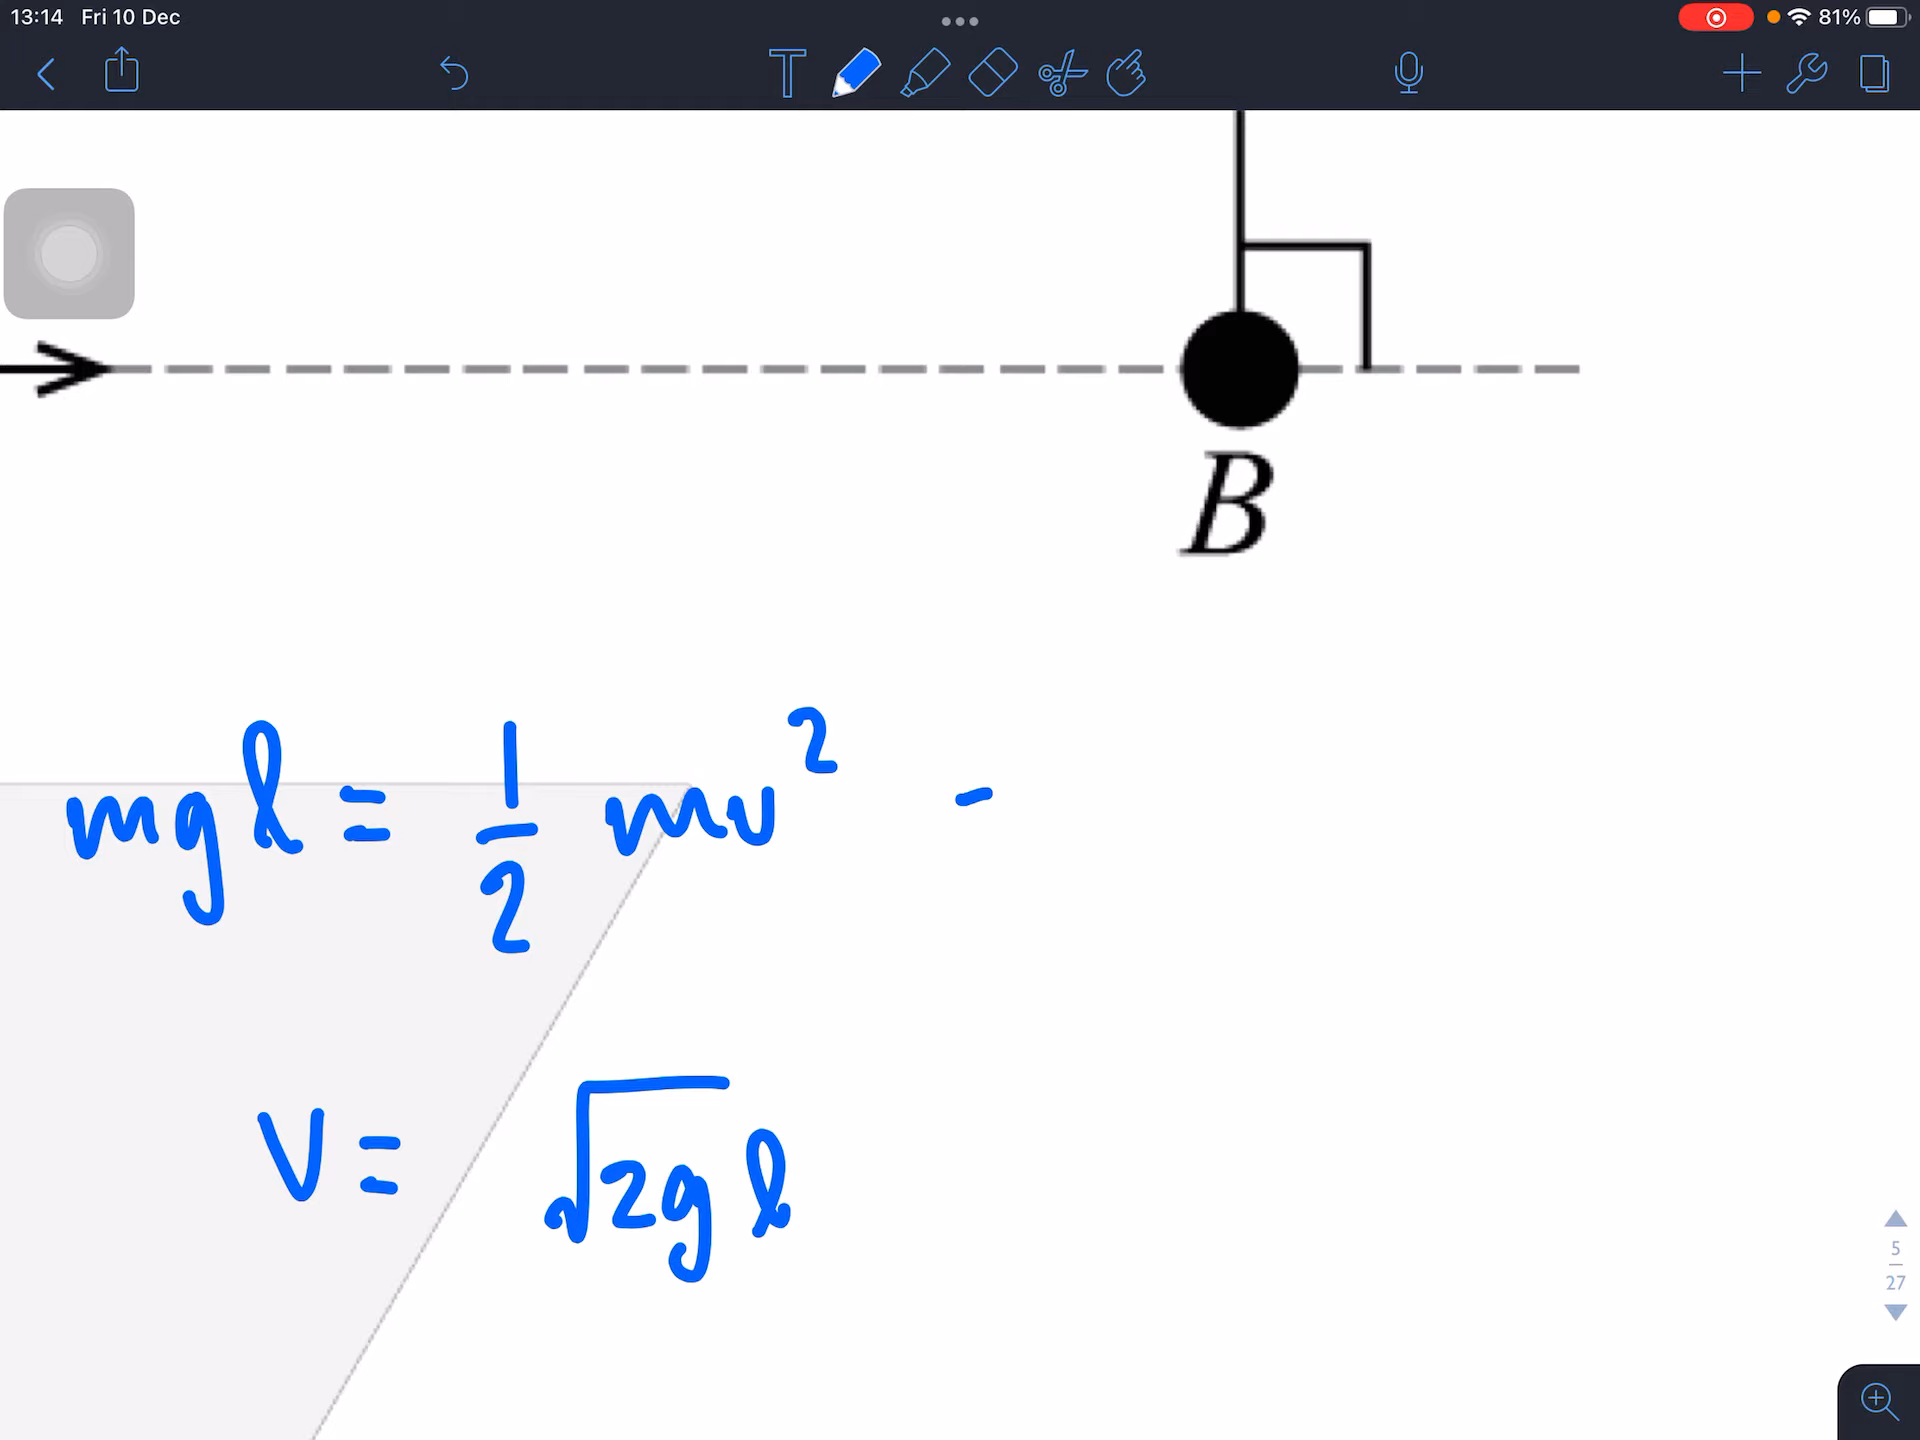 13:14 Fri 10 Dec
81%
T
B
mgl = 1/2 mv² -
V = √2gl
5
27